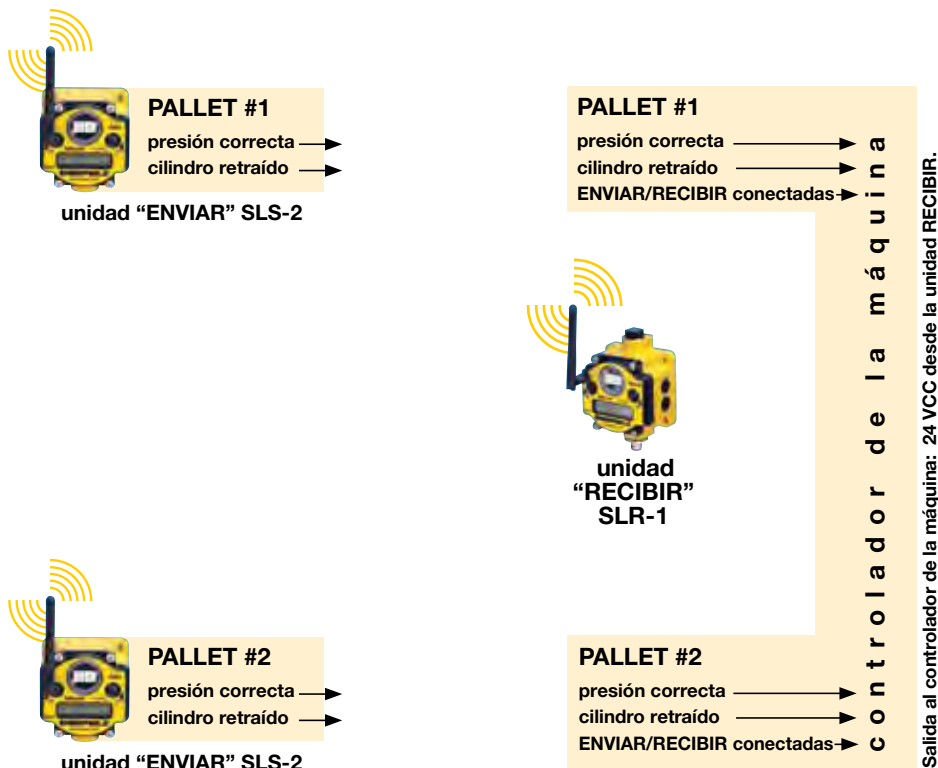 PALLET #1
presión correcta
cilindro retraído
unidad “ENVIAR” SLS-2
PALLET #1
presión correcta
cilindro retraído
ENVIAR/RECIBIR conectadas
unidad
“RECIBIR”
SLR-1
PALLET #2
presión correcta
cilindro retraído
unidad “ENVIAR” SLS-2
PALLET #2
presión correcta
cilindro retraído
ENVIAR/RECIBIR conectadas
controlador de la máquina
Salida al controlador de la máquina: 24 VCC desde la unidad RECIBIR.